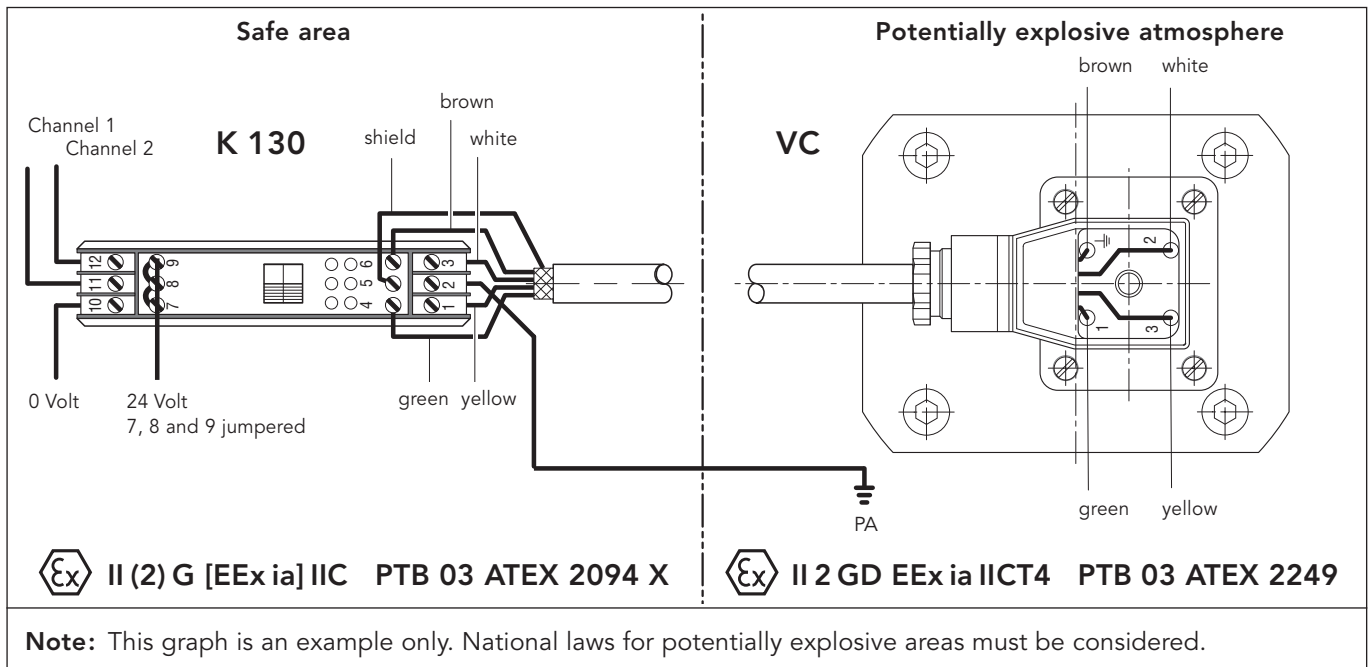 Safe area
Potentially explosive atmosphere
brown white
Channel 1
Channel 2
K 130
shield
brown
white
VC
12
11
10
9
8
7
6
5
4
3
2
1
2
1
3
0 Volt
24 Volt
7, 8 and 9 jumpered
green yellow
PA
green yellow
Ex II (2) G [EEx ia] IIC PTB 03 ATEX 2094 X
Ex II 2 GD EEx ia IICT4 PTB 03 ATEX 2249
Note: This graph is an example only. National laws for potentially explosive areas must be considered.